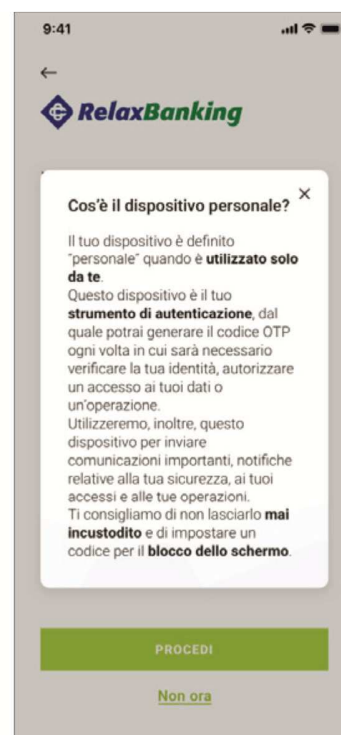 9:41
RelaxBanking
Cos'è il dispositivo personale?
Il tuo dispositivo è definito
"personale" quando è utilizzato solo
da te.
Questo dispositivo è il tuo
strumento di autenticazione, dal
quale potrai generare il codice OTP
ogni volta in cui sarà necessario
verificare la tua identità, autorizzare
un accesso ai tuoi dati o
un'operazione.
Utilizzeremo, inoltre, questo
dispositivo per inviare
comunicazioni importanti, notifiche
relative alla tua sicurezza, ai tuoi
accessi e alle tue operazioni.
Ti consigliamo di non lasciarlo mai
incustodito e di impostare un
codice per il blocco dello schermo.
PROCEDI
Non ora